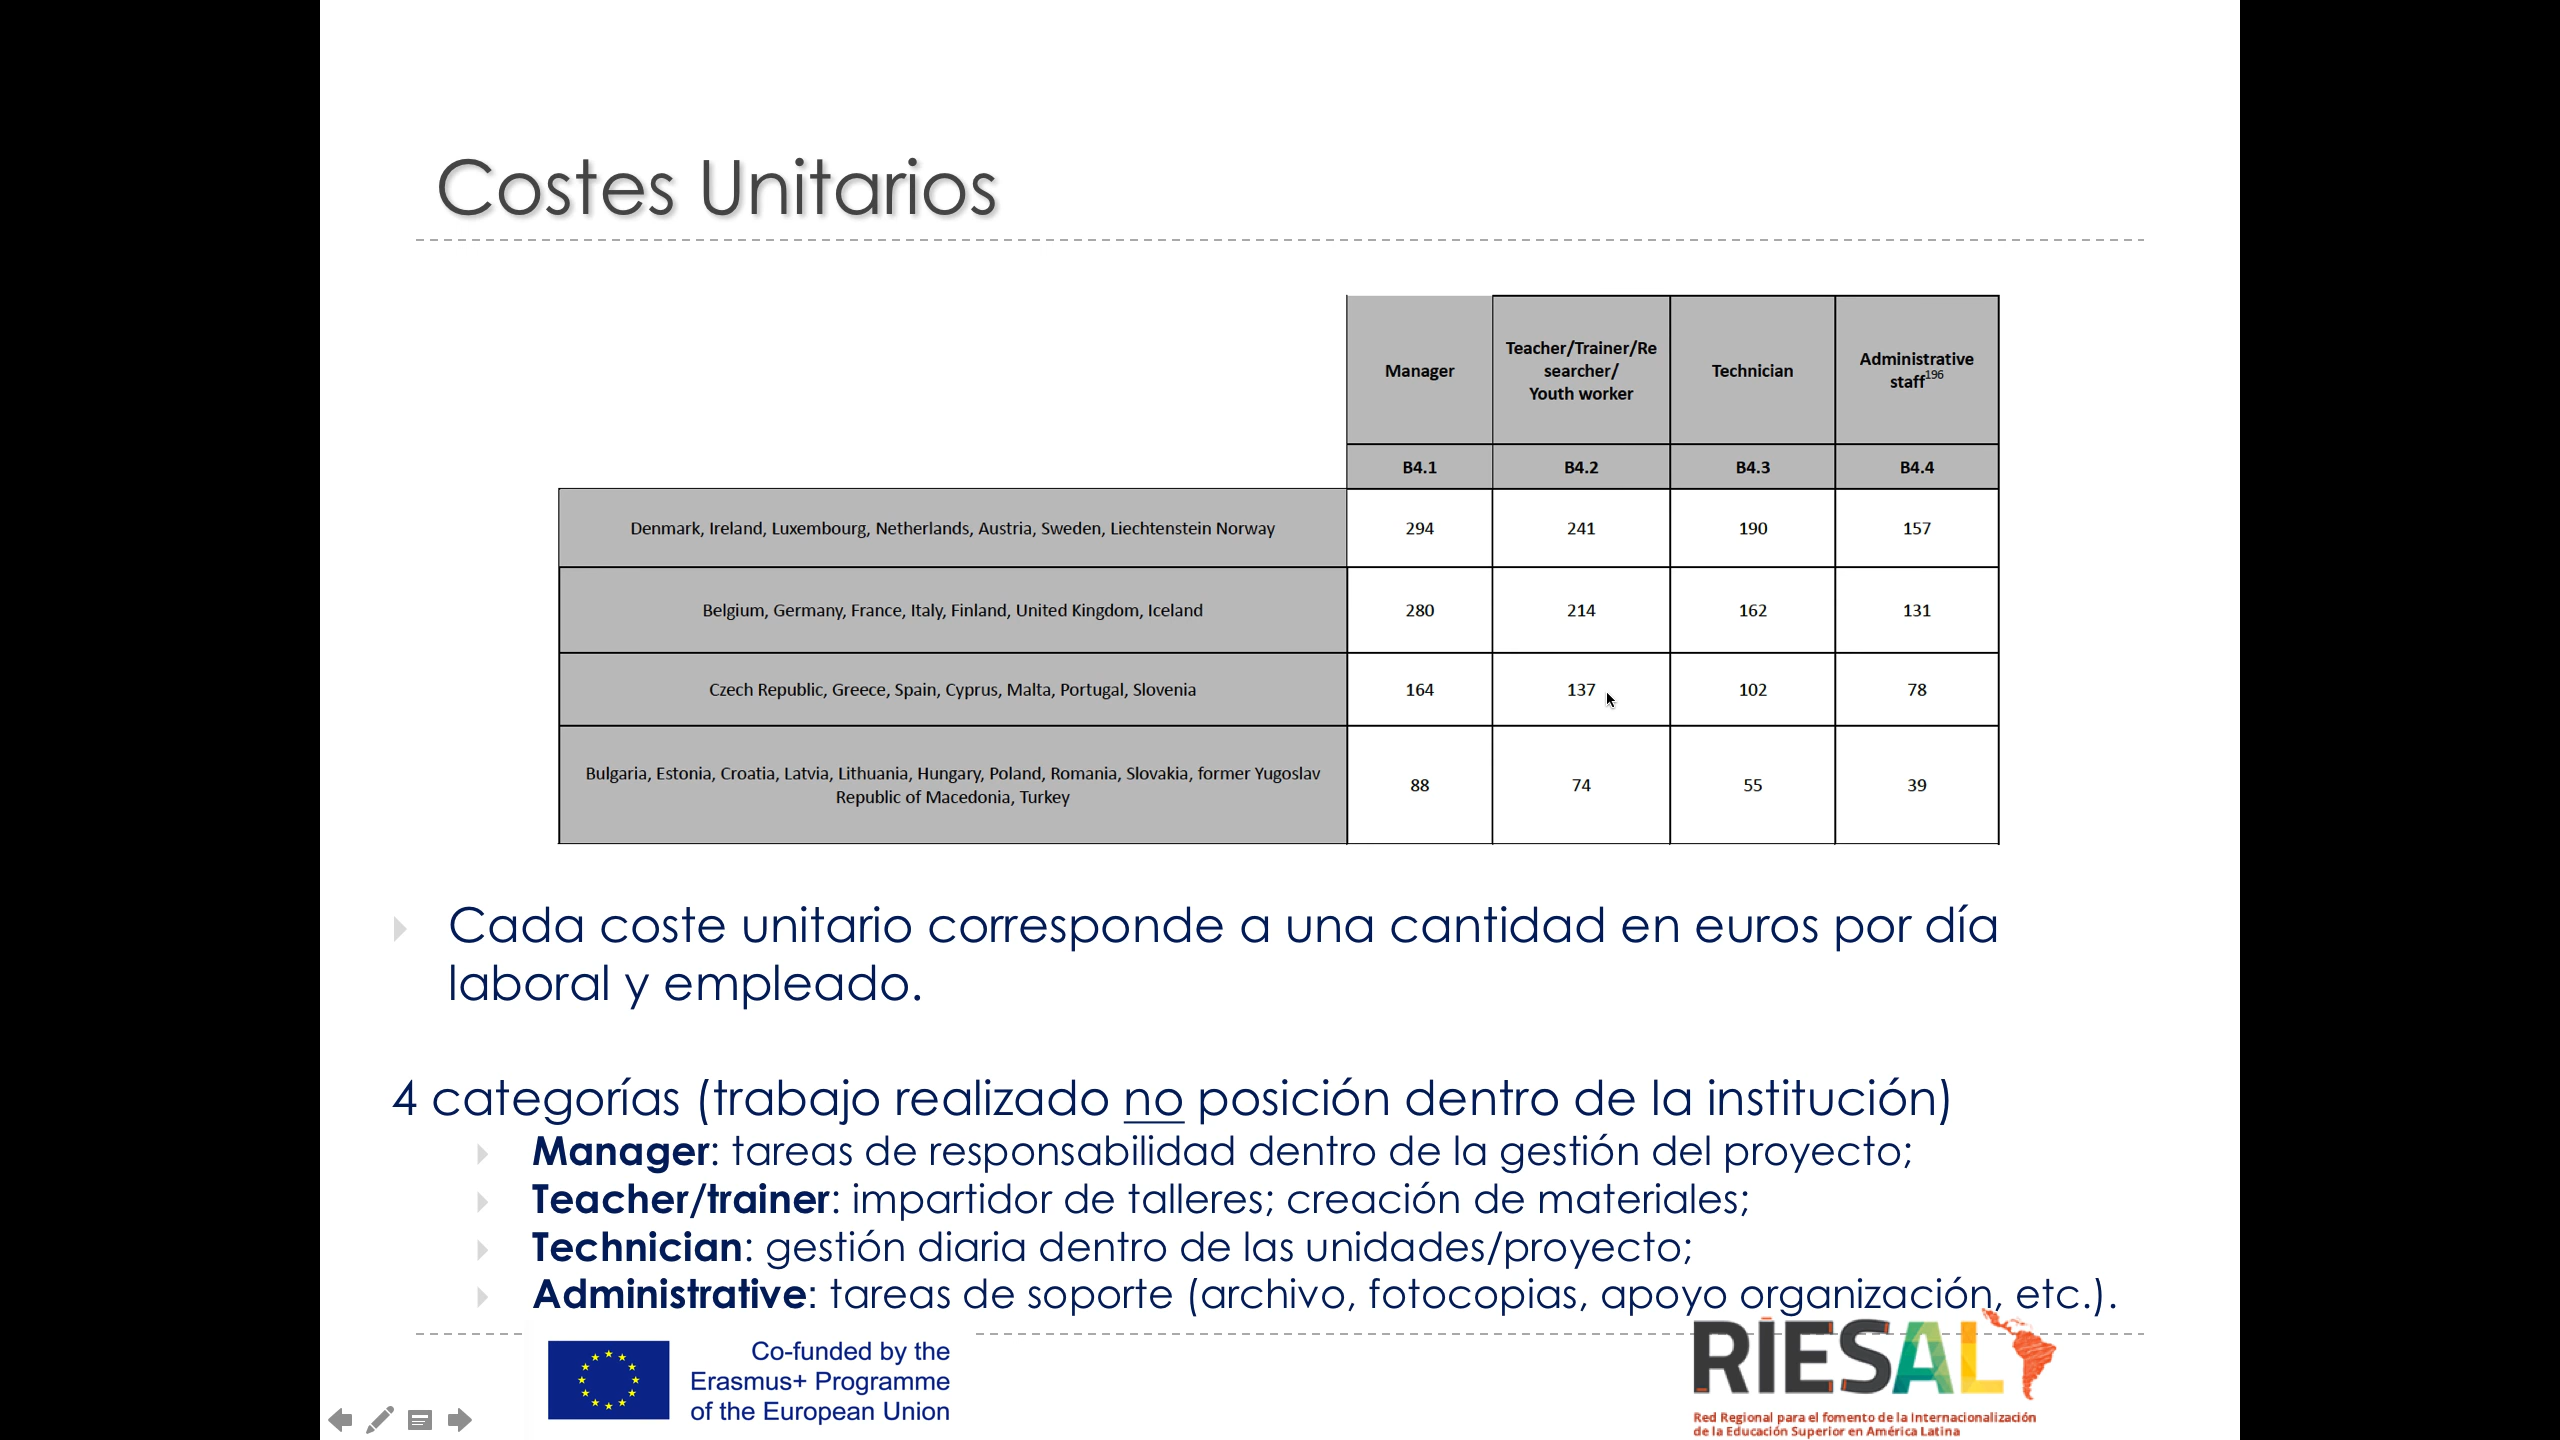 Costes Unitarios
Manager
Teacher/Trainer/Re
searcher/
Youth worker
Technician
Administrative
staff196
B4.1 B4.2 B4.3 B4.4
Denmark, Ireland, Luxembourg, Netherlands, Austria, Sweden, Liechtenstein Norway 294 241 190 157
Belgium, Germany, France, Italy, Finland, United Kingdom, Iceland 280 214 162 131
Czech Republic, Greece, Spain, Cyprus, Malta, Portugal, Slovenia 164 137 102 78
Bulgaria, Estonia, Croatia, Latvia, Lithuania, Hungary, Poland, Romania, Slovakia, former Yugoslav
Republic of Macedonia, Turkey 88 74 55 39
Cada coste unitario corresponde a una cantidad en euros por día
laboral y empleado.
4 categorías (trabajo realizado no posición dentro de la institución)
Manager: tareas de responsabilidad dentro de la gestión del proyecto;
Teacher/trainer: impartidor de talleres; creación de materiales;
Technician: gestión diaria dentro de las unidades/proyecto;
Administrative: tareas de soporte (archivo, fotocopias, apoyo organización, etc.).
Co-funded by the
Erasmus+ Programme
of the European Union
RIESAL
Red Regional para el fomento de la Internacionalización
de la Educación Superior en América Latina